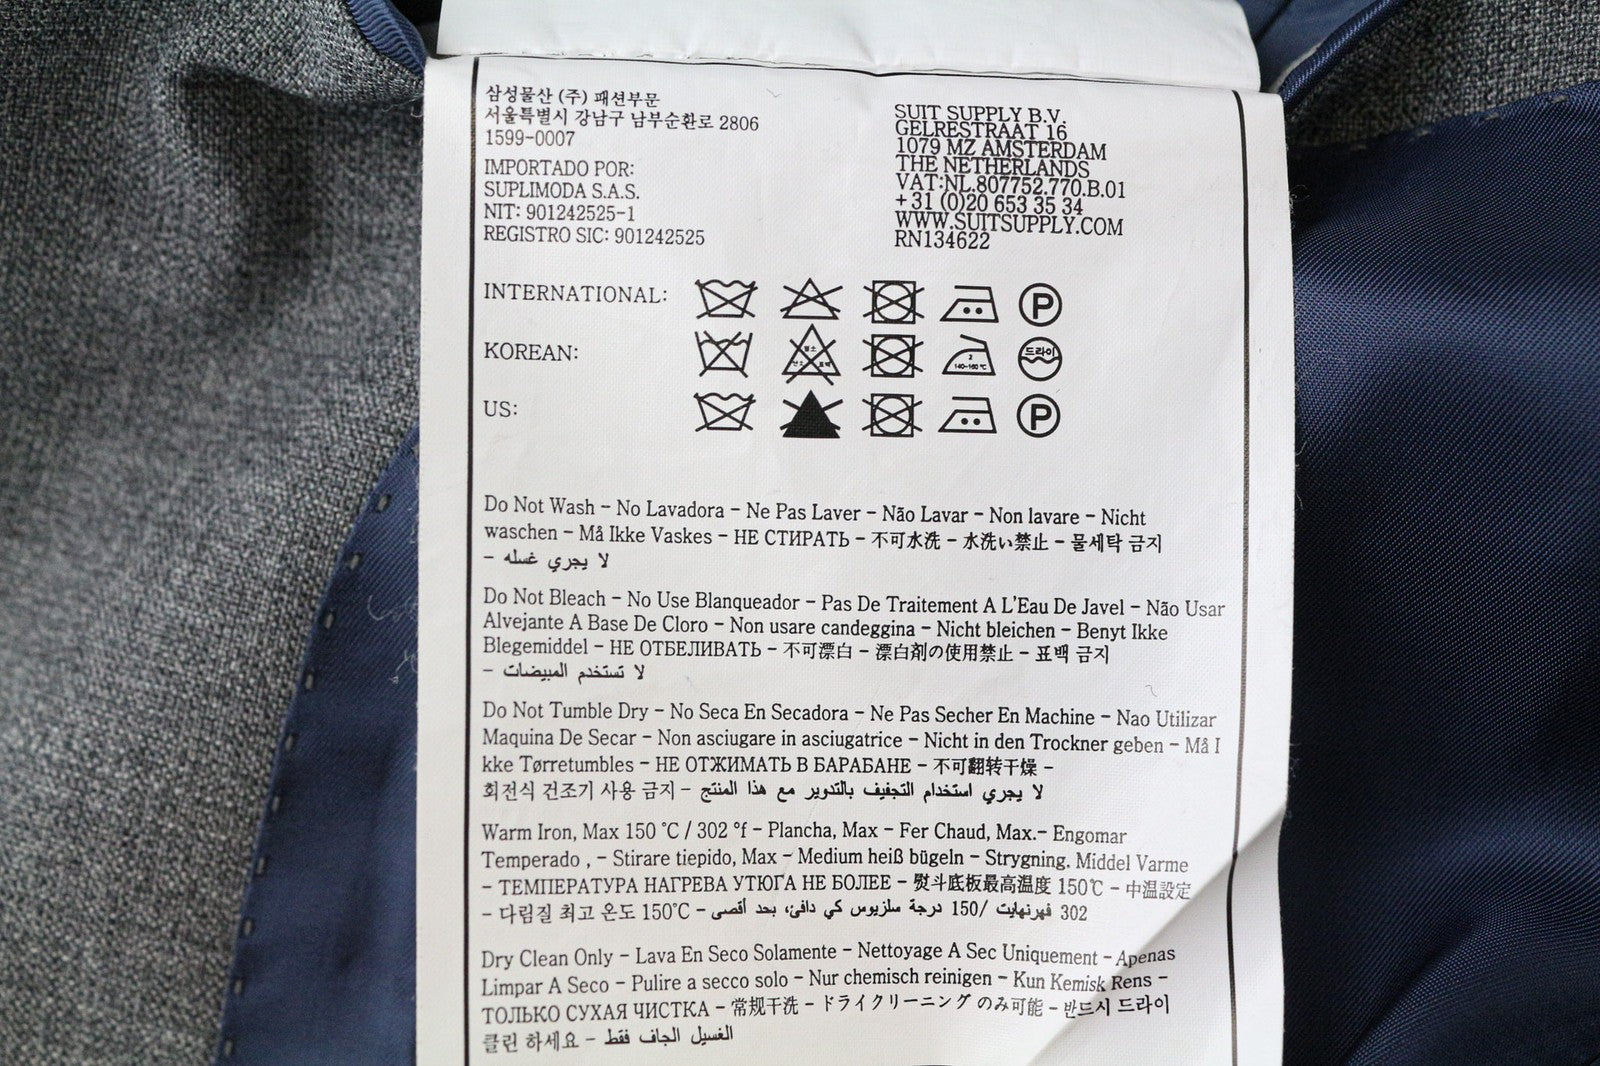 삼성물산 (주) 패션부문
서울특별시 강남구 남부순환로 2806
1599-0007
IMPORTADO POR:
SUPLIMODA S.A.S.
NIT: 901242525-1
REGISTRO SIC: 901242525
SUIT SUPPLY B.V.
GELRESTRAAT 16
1079 MZ AMSTERDAM
THE NETHERLANDS
VAT:NL.807752.770.B.01
+31 (0)20 653 35 34
WWW.SUITSUPPLY.COM
RN134622
INTERNATIONAL:
P
KOREAN:
2
140-160 ℃
드라이
US:
P
Do Not Wash - No Lavadora - Ne Pas Laver - Não Lavar - Non lavare - Nicht
waschen - Må Ikke Vaskes - НЕ СТИРАТЬ - 不可水洗 - 水洗い禁止 - 물세탁 금지
- لا يجري غسله
Do Not Bleach - No Use Blanqueador - Pas De Traitement A L'Eau De Javel - Não Usar
Alvejante A Base De Cloro - Non usare candeggina - Nicht bleichen - Benyt Ikke
Blegemiddel - НЕ ОТБЕЛИВАТЬ - 不可漂白 - 漂白剤の使用禁止 - 표백 금지
- لا تستخدم المبيضات
Do Not Tumble Dry - No Seca En Secadora - Ne Pas Secher En Machine - Nao Utilizar
Maquina De Secar - Non asciugare in asciugatrice - Nicht in den Trockner geben - Må I
kke Tørretumbles - НЕ ОТЖИМАТЬ В БАРАБАНЕ - 不可翻转干燥 -
회전식 건조기 사용 금지 - لا يجري استخدام التجفيف بالتدوير مع هذا المنتج
Warm Iron, Max 150 °C / 302 °f - Plancha, Max - Fer Chaud, Max.- Engomar
Temperado , - Stirare tiepido, Max - Medium heiß bügeln - Strygning. Middel Varme
- ТЕМПЕРАТУРА НАГРЕВА УТЮГА НЕ БОЛЕЕ - 熨斗底板最高温度 150℃ - 中温設定
- 다림질 최고 온도 150℃ - فهرنهايت /150 درجة سلزيوس كي دافئ، بحد أقصى 302
Dry Clean Only - Lava En Seco Solamente - Nettoyage A Sec Uniquement - Apenas
Limpar A Seco - Pulire a secco solo - Nur chemisch reinigen - Kun Kemisk Rens -
ТОЛЬКО СУХАЯ ЧИСТКА - 常规干洗 - ドライクリーニング のみ可能 - 반드시 드라이
클린 하세요 - الغسيل الجاف فقط